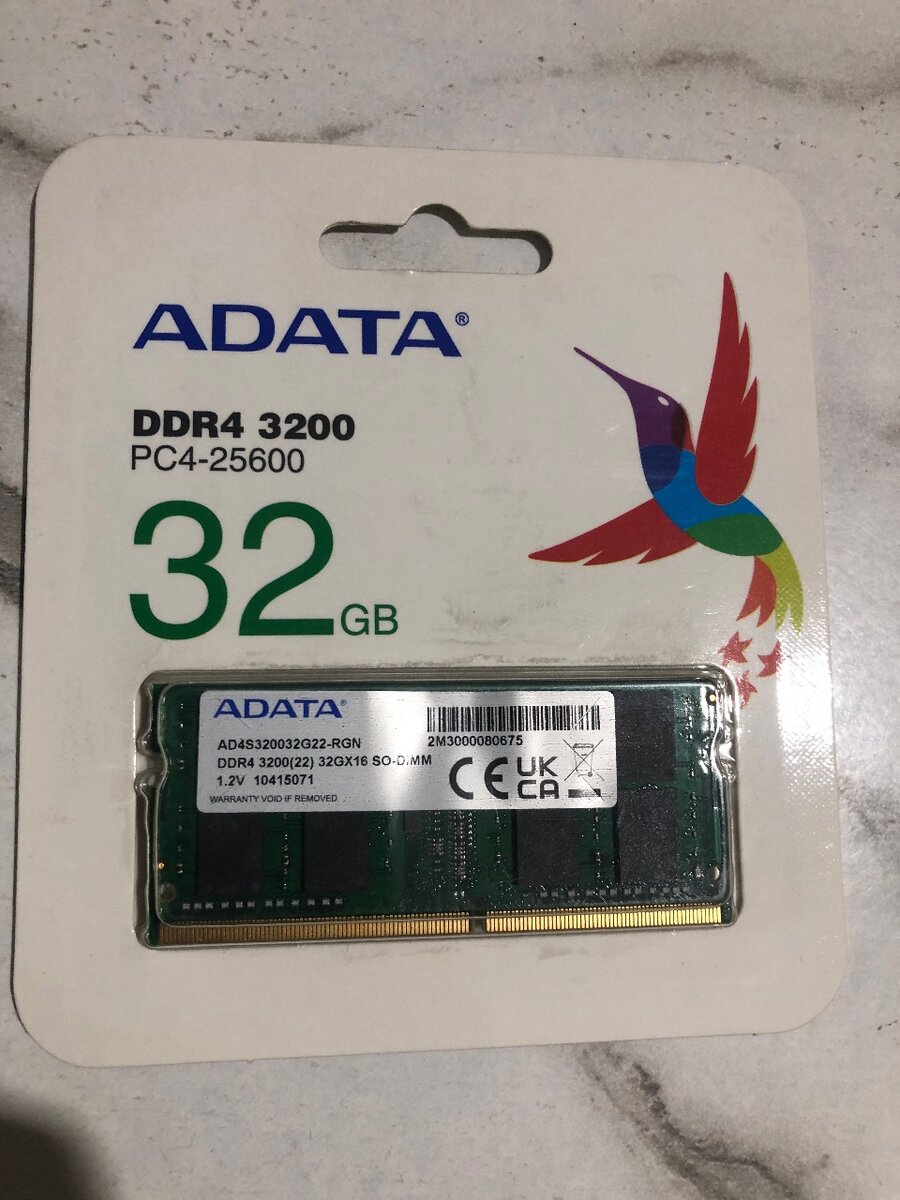 ADATA®
DDR4 3200
PC4-25600
32GB
ADATA®
AD4S320032G22-RGN
2M3000080675
DDR4 3200(22) 32GX16 SO-DIMM
1.2V 10415071
WARRANTY VOID IF REMOVED
CE UK
CA